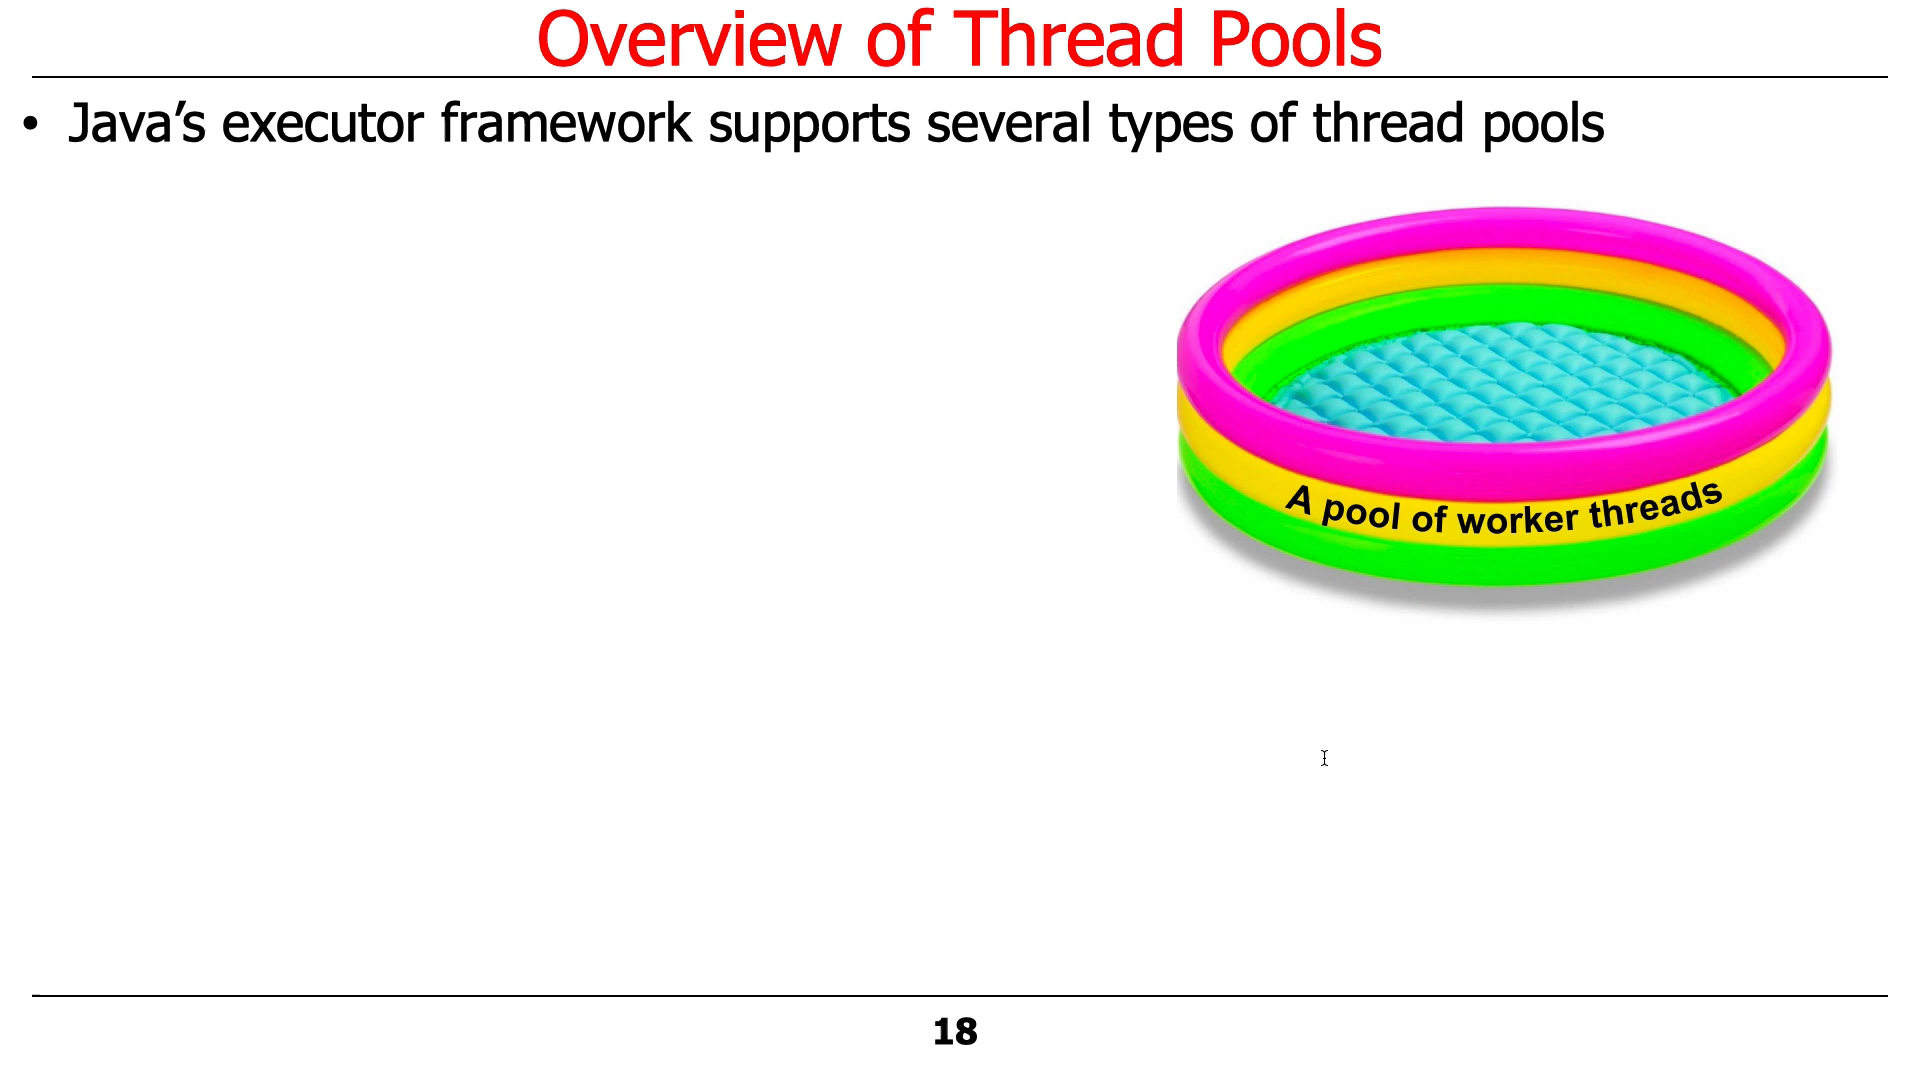 Overview of Thread Pools
• Java’s executor framework supports several types of thread pools
A pool of worker threads
18